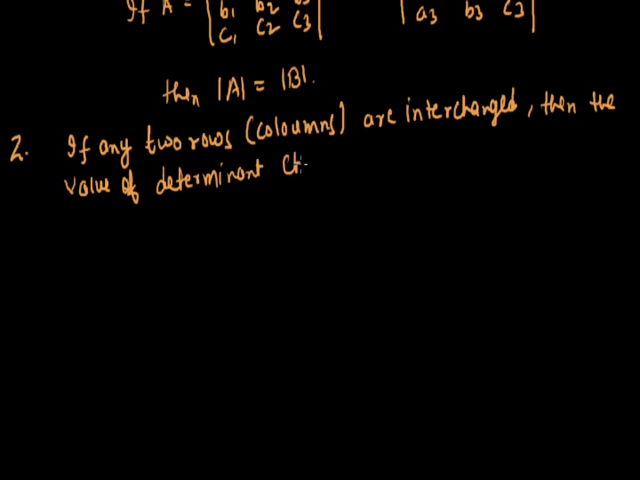 If A = | b1 b2
c1 c2 c3 | | a3 b3 c3 |
then |A| = |B|.
2. If any two rows (coloumns) are interchanged, then the
value of determinant Ch